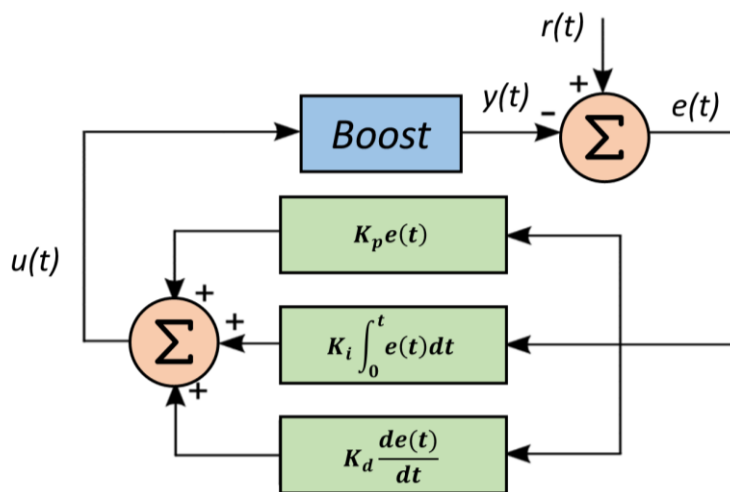 r(t)
+
y(t)
-
e(t)
Boost
Σ
K_p e(t)
u(t)
+
+
Σ
K_i ∫_0^t e(t)dt
+
K_d de(t)/dt